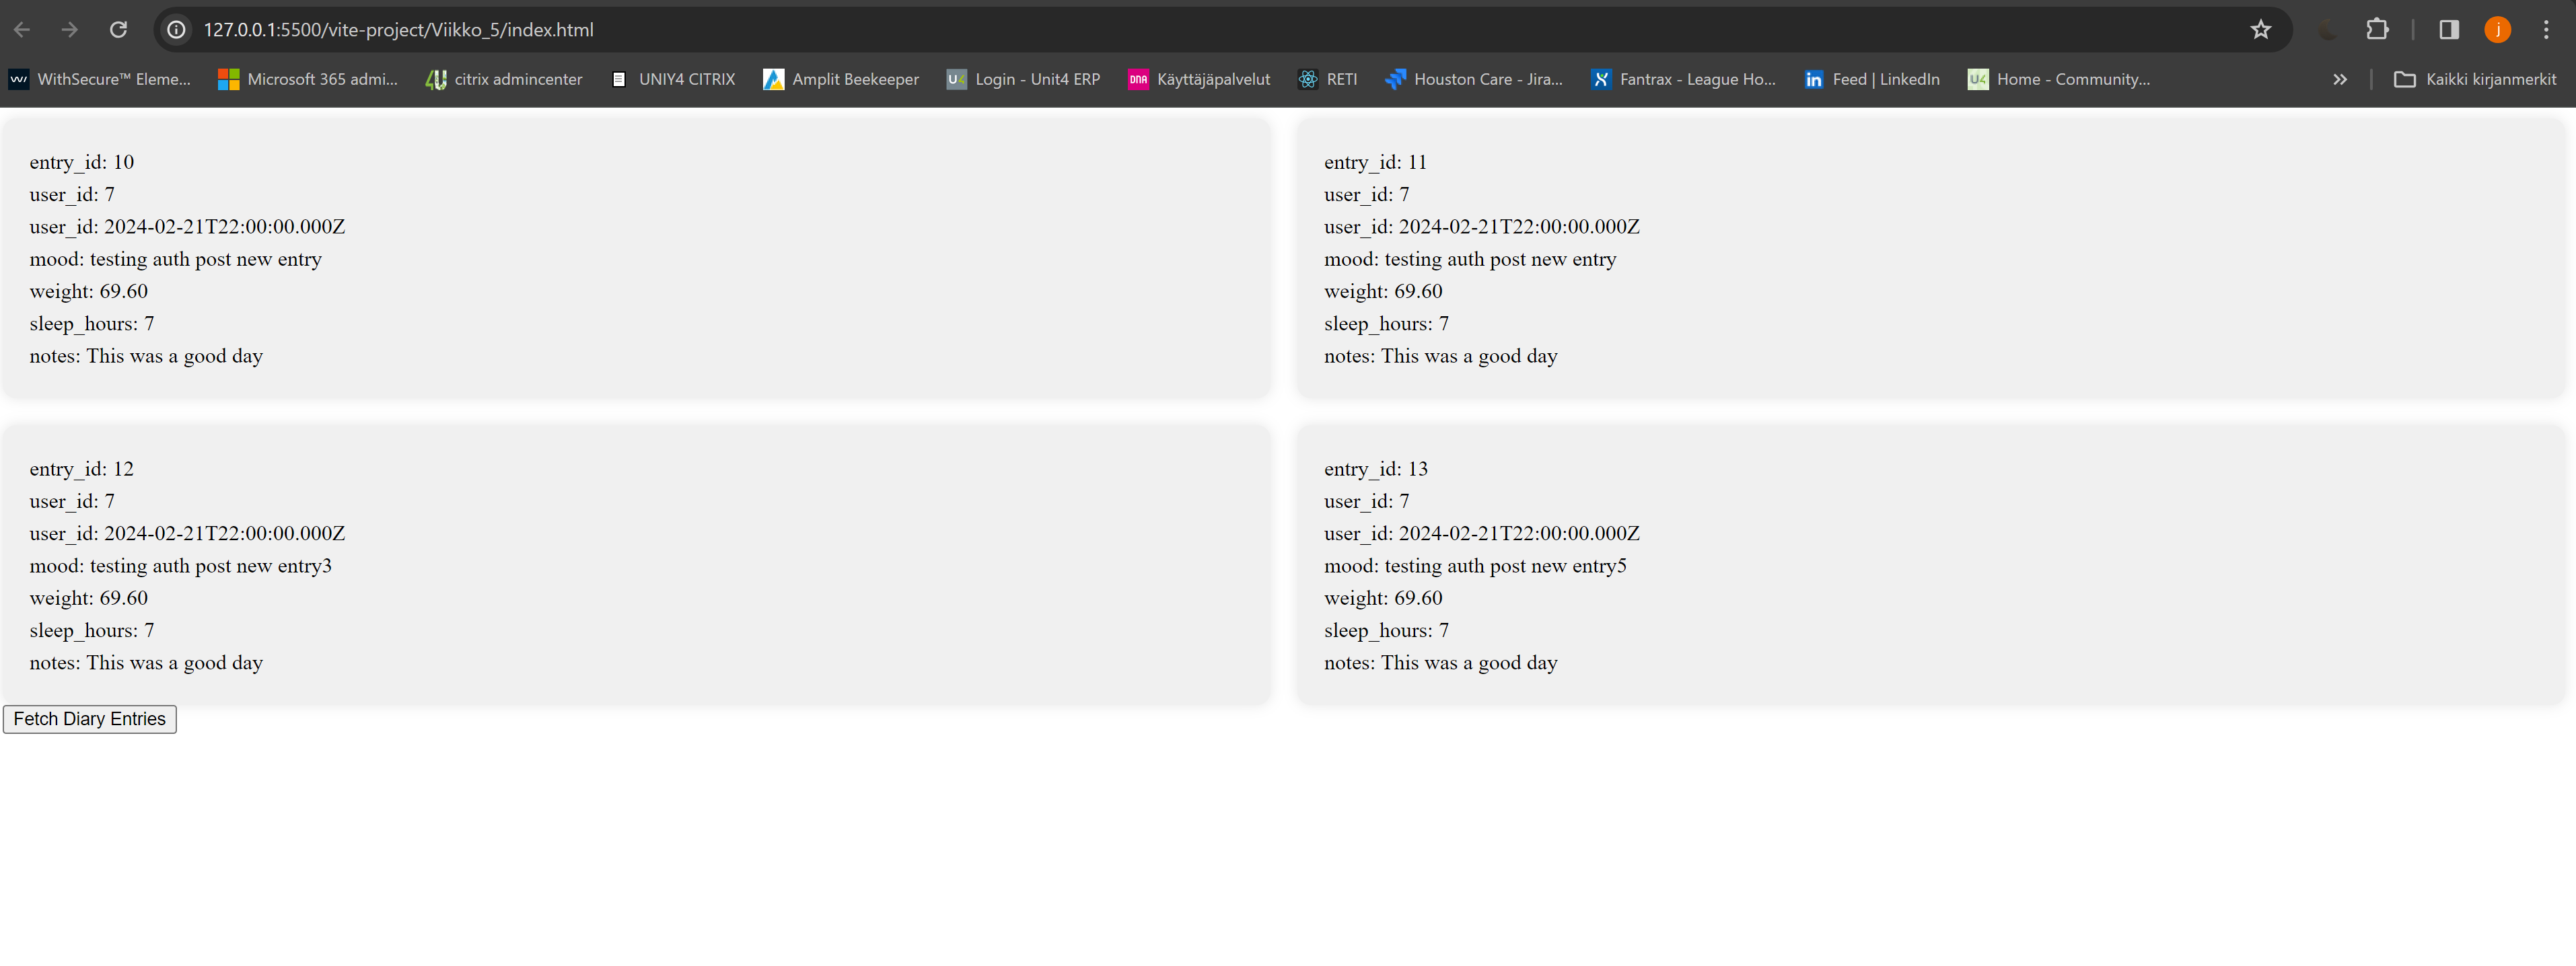 127.0.0.1:5500/vite-project/Viikko_5/index.html
j
WithSecure™ Eleme...
Microsoft 365 admi...
citrix admincenter
UNIY4 CITRIX
Amplit Beekeeper
U4 Login - Unit4 ERP
DNA Käyttäjäpalvelut
RETI
Houston Care - Jira...
Fantrax - League Ho...
in Feed | LinkedIn
U4 Home - Community...
Kaikki kirjanmerkit
entry_id: 10
user_id: 7
user_id: 2024-02-21T22:00:00.000Z
mood: testing auth post new entry
weight: 69.60
sleep_hours: 7
notes: This was a good day
entry_id: 11
user_id: 7
user_id: 2024-02-21T22:00:00.000Z
mood: testing auth post new entry
weight: 69.60
sleep_hours: 7
notes: This was a good day
entry_id: 12
user_id: 7
user_id: 2024-02-21T22:00:00.000Z
mood: testing auth post new entry3
weight: 69.60
sleep_hours: 7
notes: This was a good day
entry_id: 13
user_id: 7
user_id: 2024-02-21T22:00:00.000Z
mood: testing auth post new entry5
weight: 69.60
sleep_hours: 7
notes: This was a good day
Fetch Diary Entries